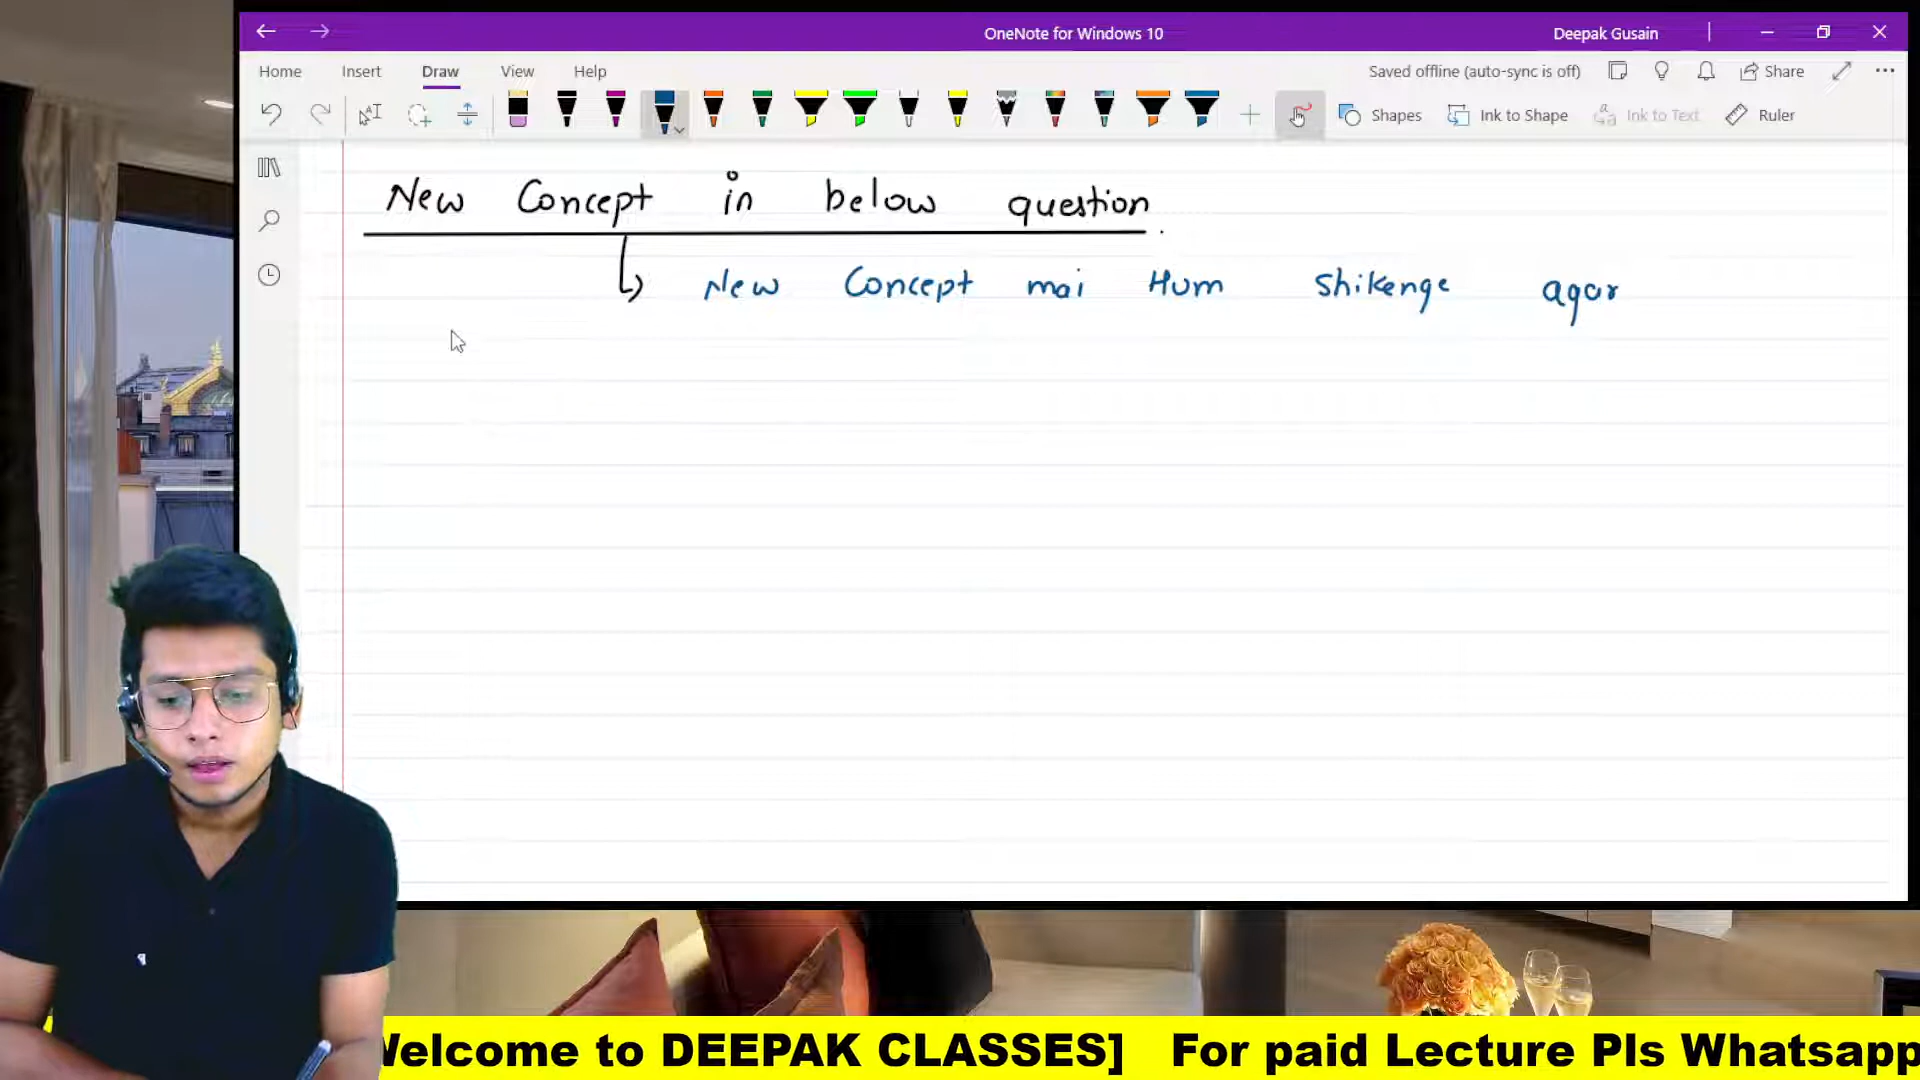 OneNote for Windows 10
Deepak Gusain
Home Insert Draw View Help
Saved offline (auto-sync is off) Share
Shapes Ink to Shape Ink to Text Ruler
New Concept in below question.
New Concept mai Hum Shikenge agar
Welcome to DEEPAK CLASSES] For paid Lecture Pls Whatsapp